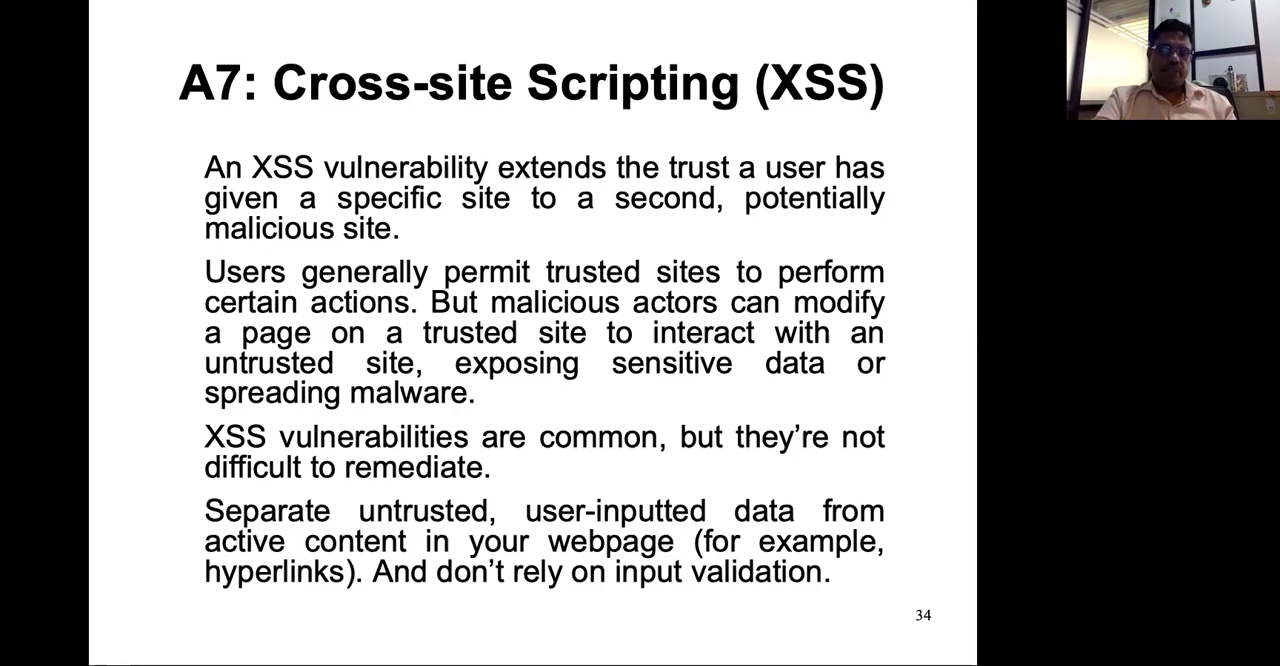 A7: Cross-site Scripting (XSS)
An XSS vulnerability extends the trust a user has
given a specific site to a second, potentially
malicious site.
Users generally permit trusted sites to perform
certain actions. But malicious actors can modify
a page on a trusted site to interact with an
untrusted site, exposing sensitive data or
spreading malware.
XSS vulnerabilities are common, but they’re not
difficult to remediate.
Separate untrusted, user-inputted data from
active content in your webpage (for example,
hyperlinks). And don’t rely on input validation.
34